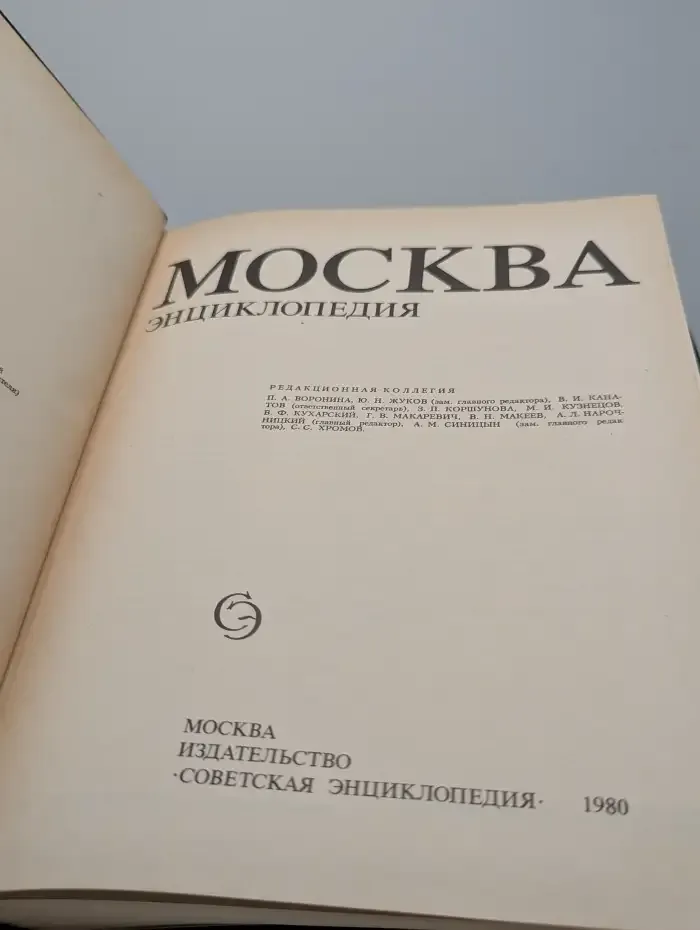 МОСКВА
ЭНЦИКЛОПЕДИЯ
РЕДАКЦИОННАЯ КОЛЛЕГИЯ
П. А. ВОРОНИНА, Ю. Н. ЖУКОВ (зам. главного редактора), В. И. КАНА-
ТОВ (ответственный секретарь), З. П. КОРШУНОВА, М. И. КУЗНЕЦОВ,
В. Ф. КУХАРСКИЙ, Г. В. МАКАРЕВИЧ, В. Н. МАКЕЕВ, А. Л. НАРОЧ-
НИЦКИЙ (главный редактор), А. М. СИНИЦЫН (зам. главного редак-
тора), С. С. ХРОМОВ.
СЭ
МОСКВА
ИЗДАТЕЛЬСТВО
·СОВЕТСКАЯ ЭНЦИКЛОПЕДИЯ· 1980